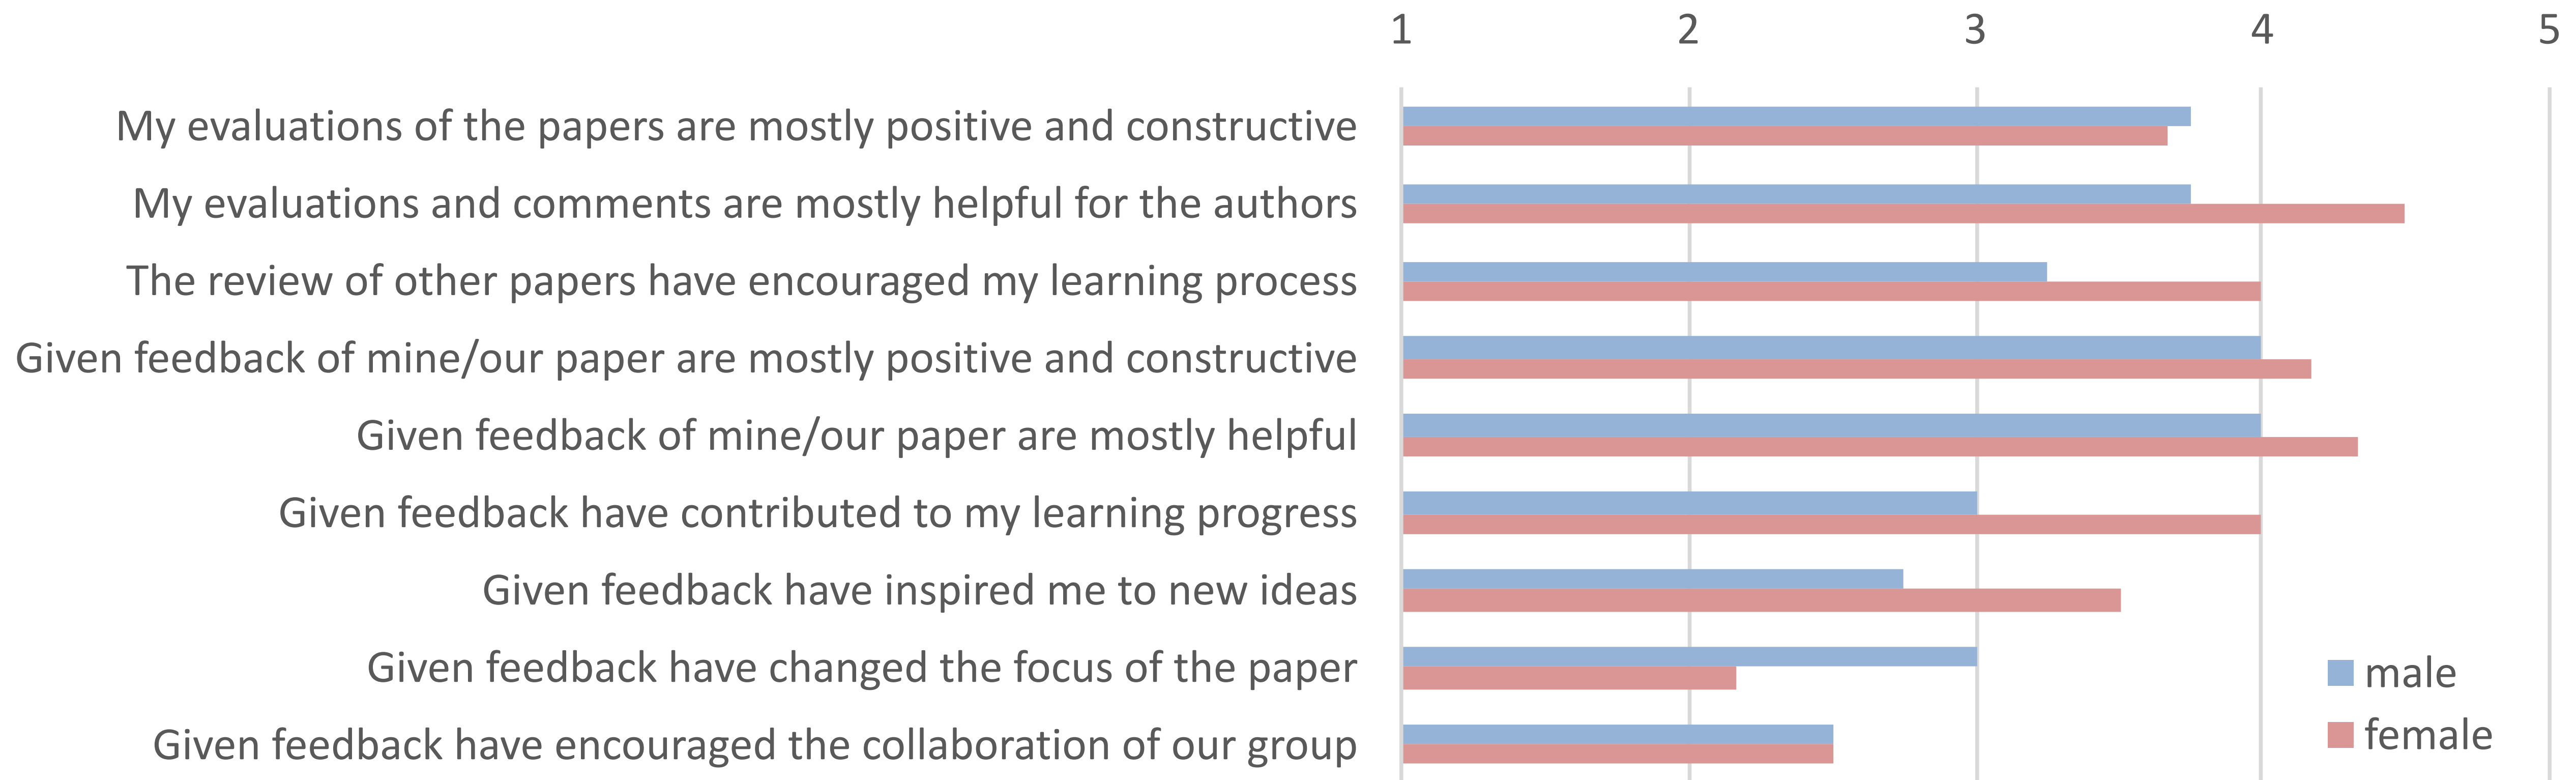 1 2 3 4 5
My evaluations of the papers are mostly positive and constructive
My evaluations and comments are mostly helpful for the authors
The review of other papers have encouraged my learning process
Given feedback of mine/our paper are mostly positive and constructive
Given feedback of mine/our paper are mostly helpful
Given feedback have contributed to my learning progress
Given feedback have inspired me to new ideas
Given feedback have changed the focus of the paper
Given feedback have encouraged the collaboration of our group
male
female